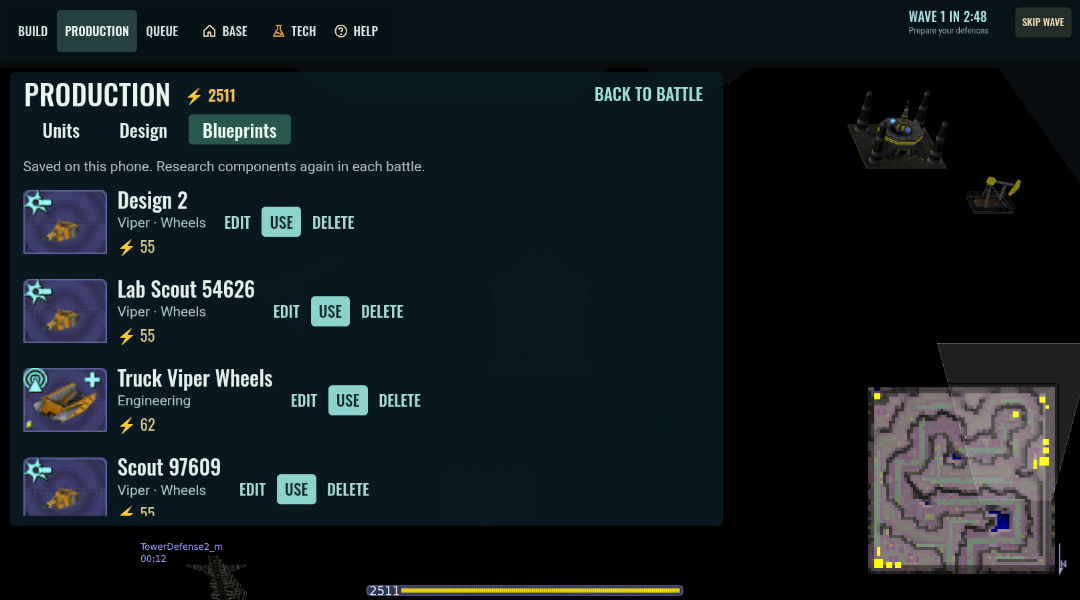 BUILD PRODUCTION QUEUE BASE TECH HELP
WAVE 1 IN 2:48
Prepare your defences
SKIP WAVE
PRODUCTION 2511
BACK TO BATTLE
Units Design Blueprints
Saved on this phone. Research components again in each battle.
Design 2
Viper · Wheels
55
EDIT USE DELETE
Lab Scout 54626
Viper · Wheels
55
EDIT USE DELETE
Truck Viper Wheels
Engineering
62
EDIT USE DELETE
Scout 97609
Viper · Wheels
55
EDIT USE DELETE
TowerDefense2_m
00:12
2511
N